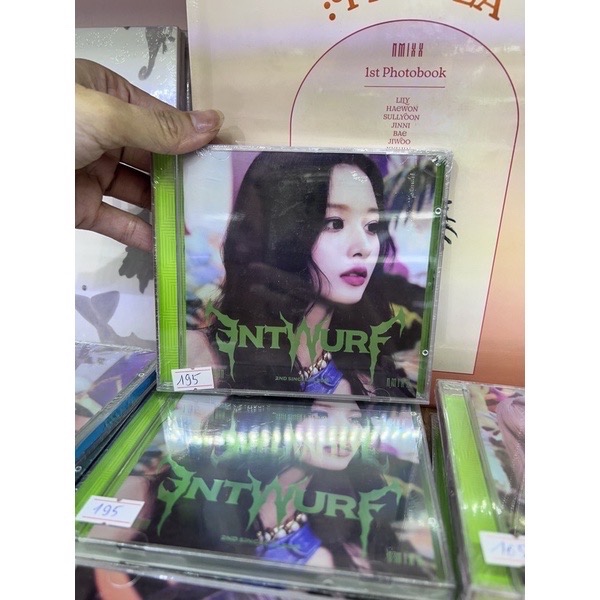 NMIXX
1st Photobook
LILY
HAEWON
SULLYOON
JINNI
BAE
JIWOO
ENTWURF
2ND SINGLE
NMIXX
195
ENTWURF
2ND SINGLE
NMIXX
195
165